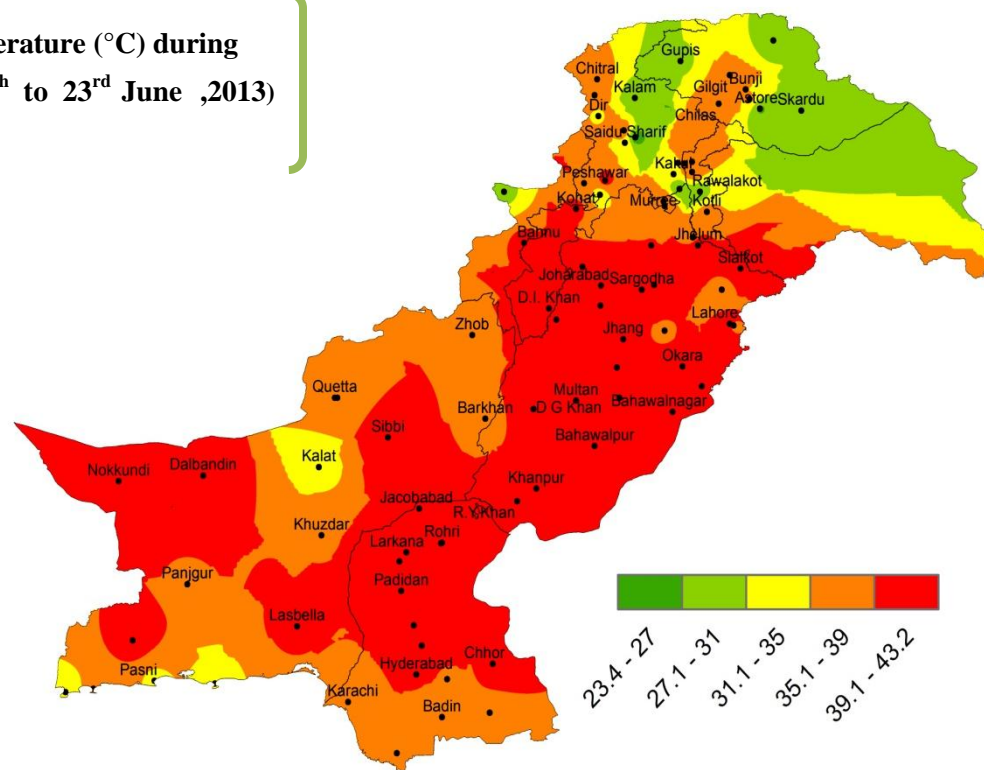 erature (°C) during
h to 23rd June ,2013)
Gupis
Chitral
Bunji
Kalam
Gilgit
Astore
Skardu
Dir
Chilas
Saidu Sharif
Kakul
Peshawar
Rawalakot
Kohat
Murree
Kotli
Bannu
Jhelum
Sialkot
Joharabad
Sargodha
D.I. Khan
Lahore
Zhob
Jhang
Okara
Quetta
Multan
Barkhan
D G Khan
Bahawalnagar
Sibbi
Bahawalpur
Kalat
Nokkundi
Dalbandin
Khanpur
Jacobabad
R.Y.Khan
Khuzdar
Rohri
Larkana
Panjgur
Padidan
Lasbella
Pasni
Hyderabad
Chhor
Karachi
Badin
23.4 - 27
27.1 - 31
31.1 - 35
35.1 - 39
39.1 - 43.2